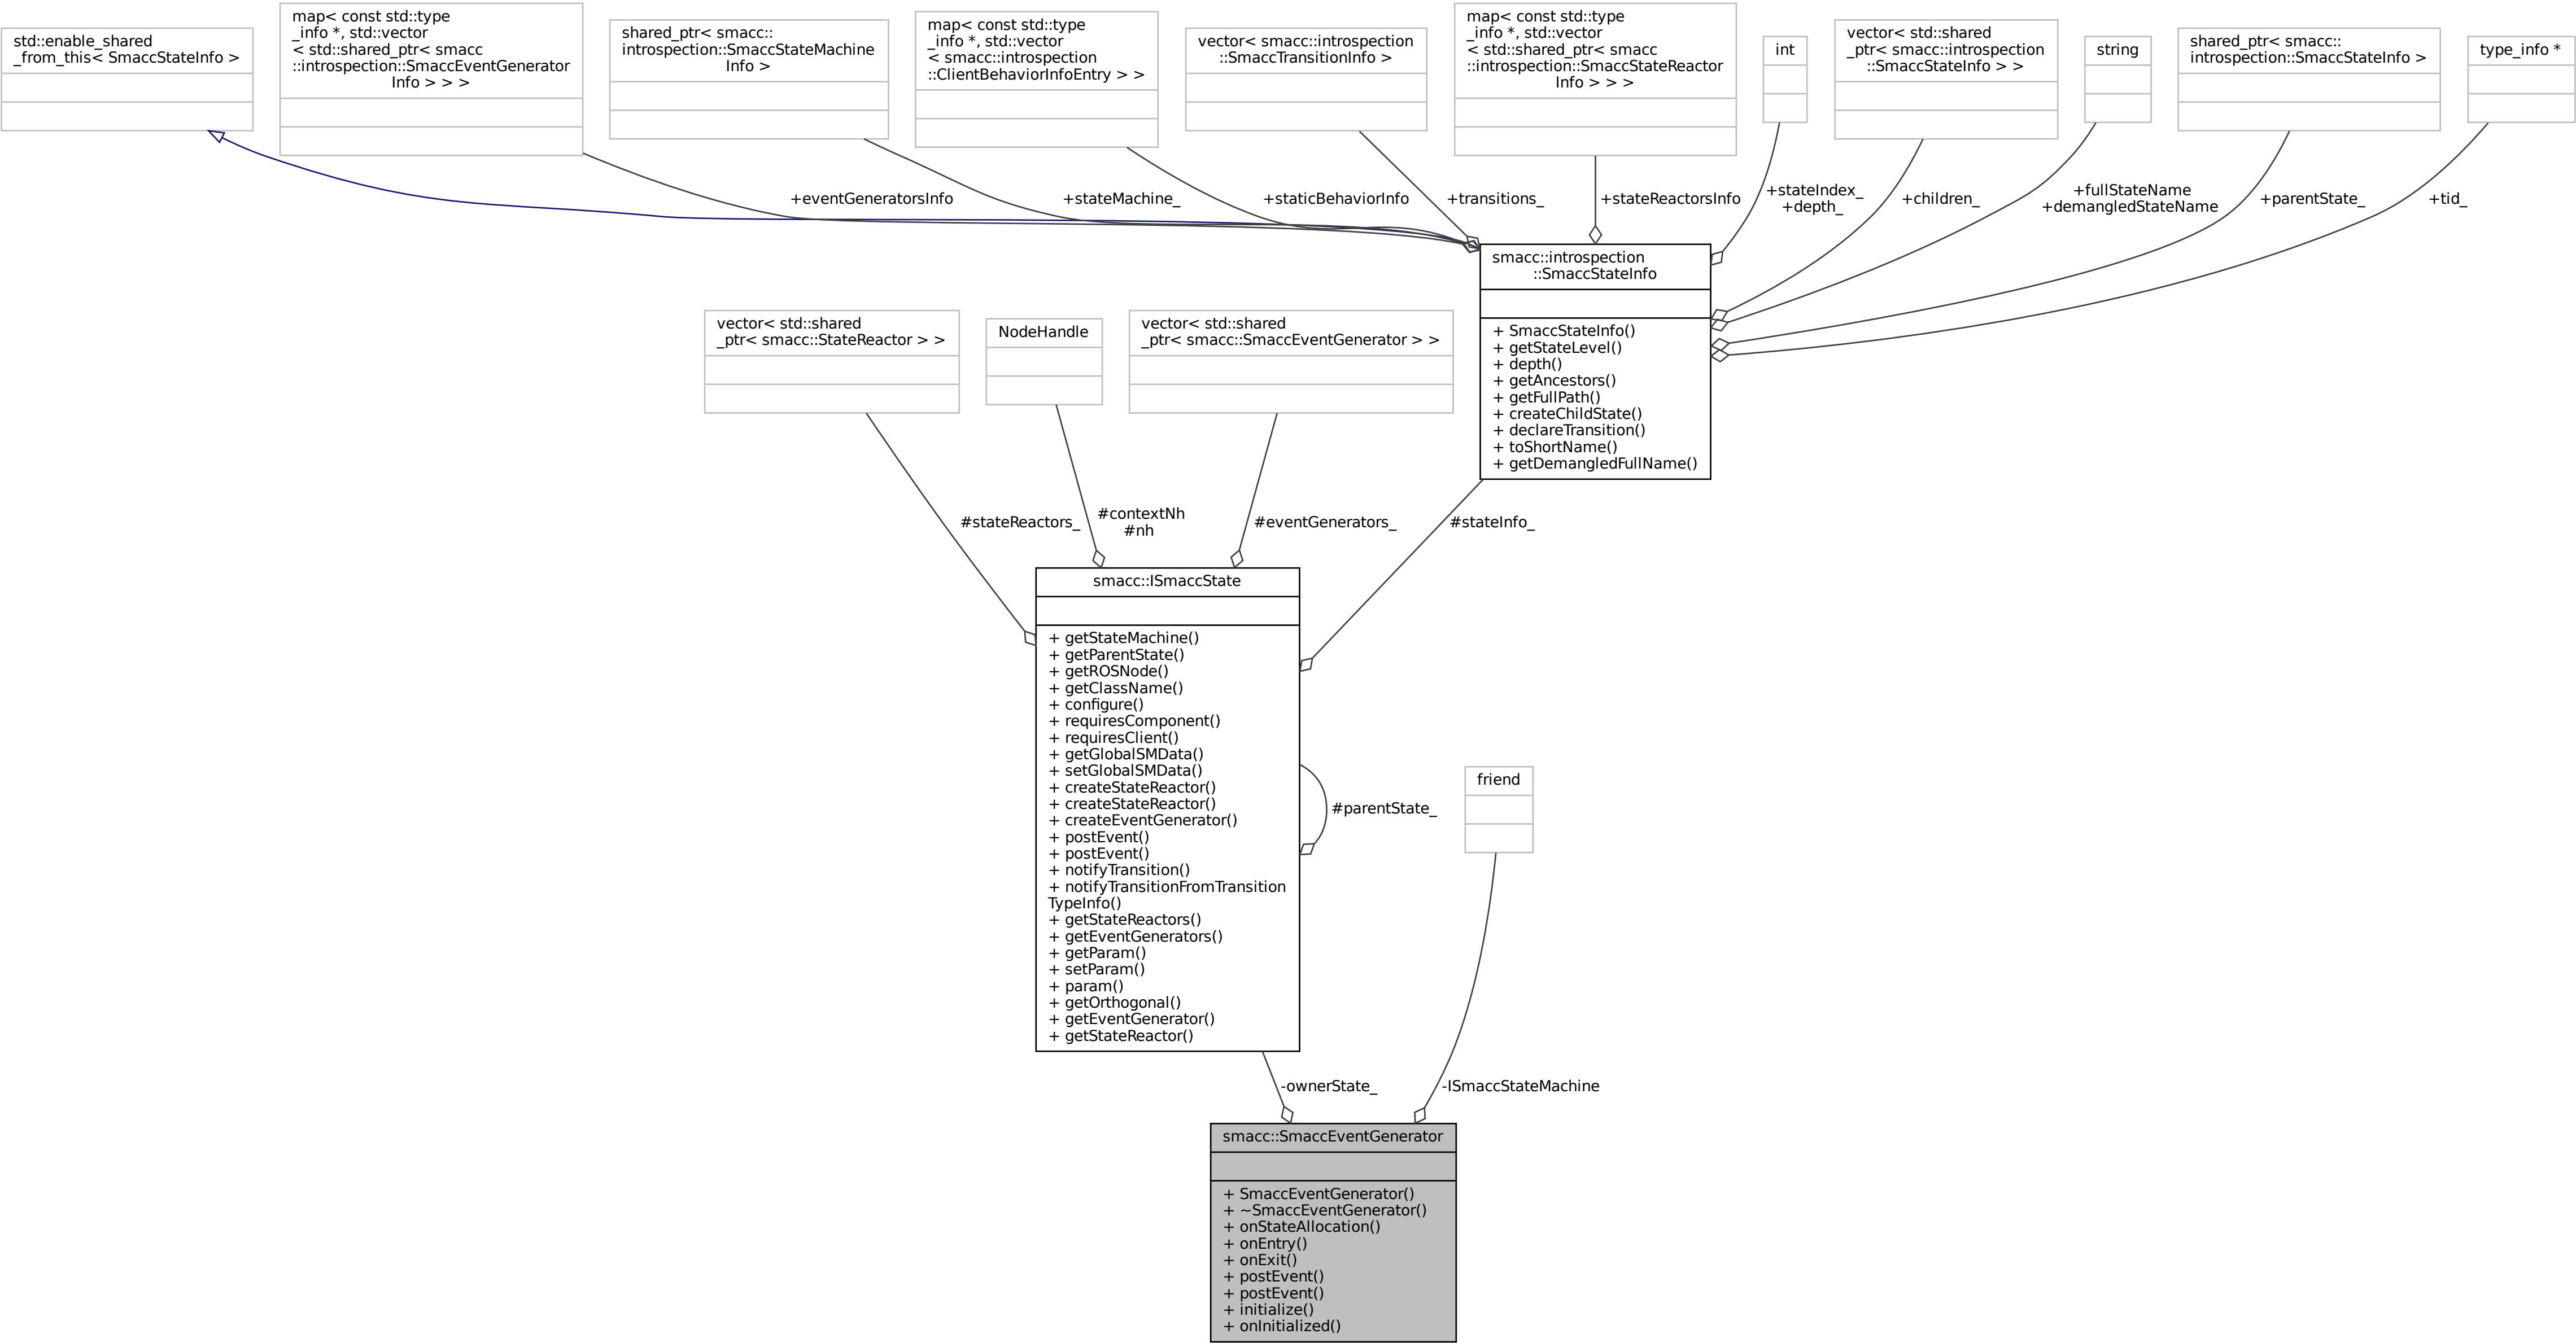 std::enable_shared
_from_this< SmaccStateInfo >
map< const std::type
_info *, std::vector
< std::shared_ptr< smacc
::introspection::SmaccEventGenerator
Info > > >
shared_ptr< smacc::
introspection::SmaccStateMachine
Info >
map< const std::type
_info *, std::vector
< smacc::introspection
::ClientBehaviorInfoEntry > >
vector< smacc::introspection
::SmaccTransitionInfo >
map< const std::type
_info *, std::vector
< std::shared_ptr< smacc
::introspection::SmaccStateReactor
Info > > >
int
vector< std::shared
_ptr< smacc::introspection
::SmaccStateInfo > >
string
shared_ptr< smacc::
introspection::SmaccStateInfo >
type_info *
+eventGeneratorsInfo
+stateMachine_
+staticBehaviorInfo
+transitions_
+stateReactorsInfo
+stateIndex_
+depth_
+children_
+fullStateName
+demangledStateName
+parentState_
+tid_
smacc::introspection
::SmaccStateInfo
+ SmaccStateInfo()
+ getStateLevel()
+ depth()
+ getAncestors()
+ getFullPath()
+ createChildState()
+ declareTransition()
+ toShortName()
+ getDemangledFullName()
vector< std::shared
_ptr< smacc::StateReactor > >
NodeHandle
vector< std::shared
_ptr< smacc::SmaccEventGenerator > >
#stateReactors_
#contextNh
#nh
#eventGenerators_
#stateInfo_
smacc::ISmaccState
+ getStateMachine()
+ getParentState()
+ getROSNode()
+ getClassName()
+ configure()
+ requiresComponent()
+ requiresClient()
+ getGlobalSMData()
+ setGlobalSMData()
+ createStateReactor()
+ createStateReactor()
+ createEventGenerator()
+ postEvent()
+ postEvent()
+ notifyTransition()
+ notifyTransitionFromTransition
TypeInfo()
+ getStateReactors()
+ getEventGenerators()
+ getParam()
+ setParam()
+ param()
+ getOrthogonal()
+ getEventGenerator()
+ getStateReactor()
#parentState_
friend
-ownerState_
-ISmaccStateMachine
smacc::SmaccEventGenerator
+ SmaccEventGenerator()
+ ~SmaccEventGenerator()
+ onStateAllocation()
+ onEntry()
+ onExit()
+ postEvent()
+ postEvent()
+ initialize()
+ onInitialized()